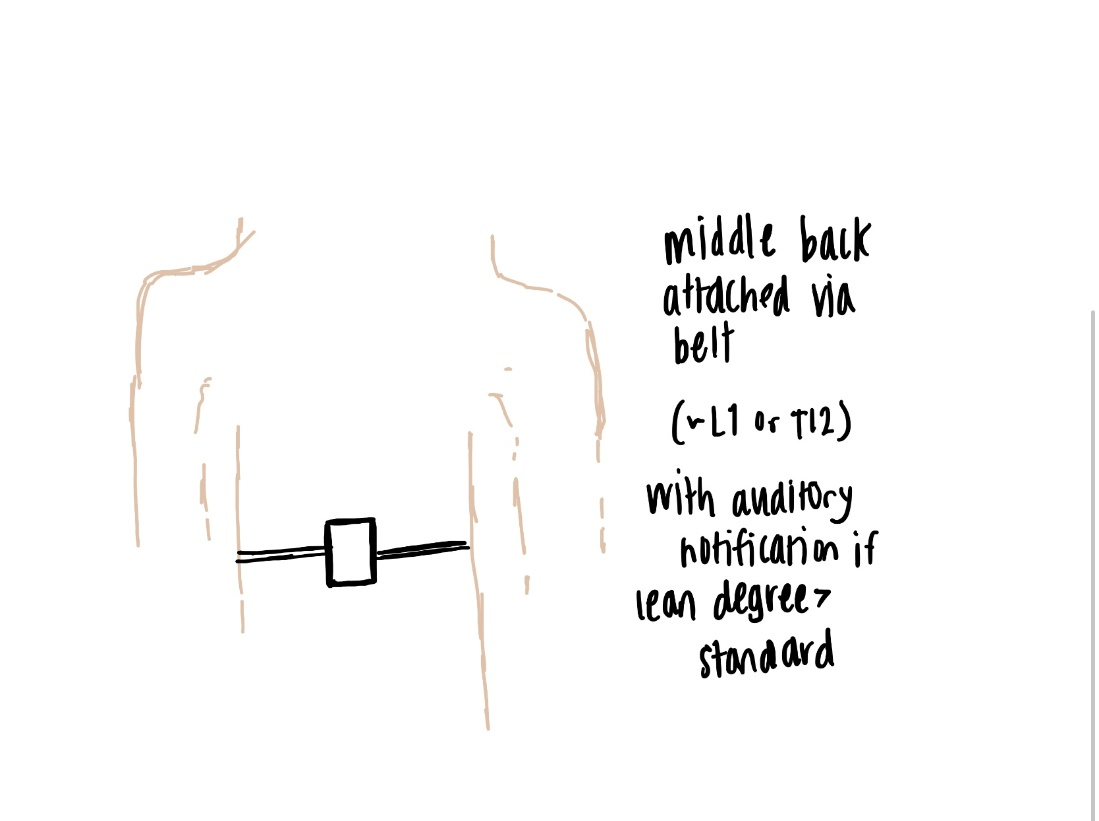 middle back
attached via
belt
(~L1 or T12)
with auditory
notification if
lean degree >
standard